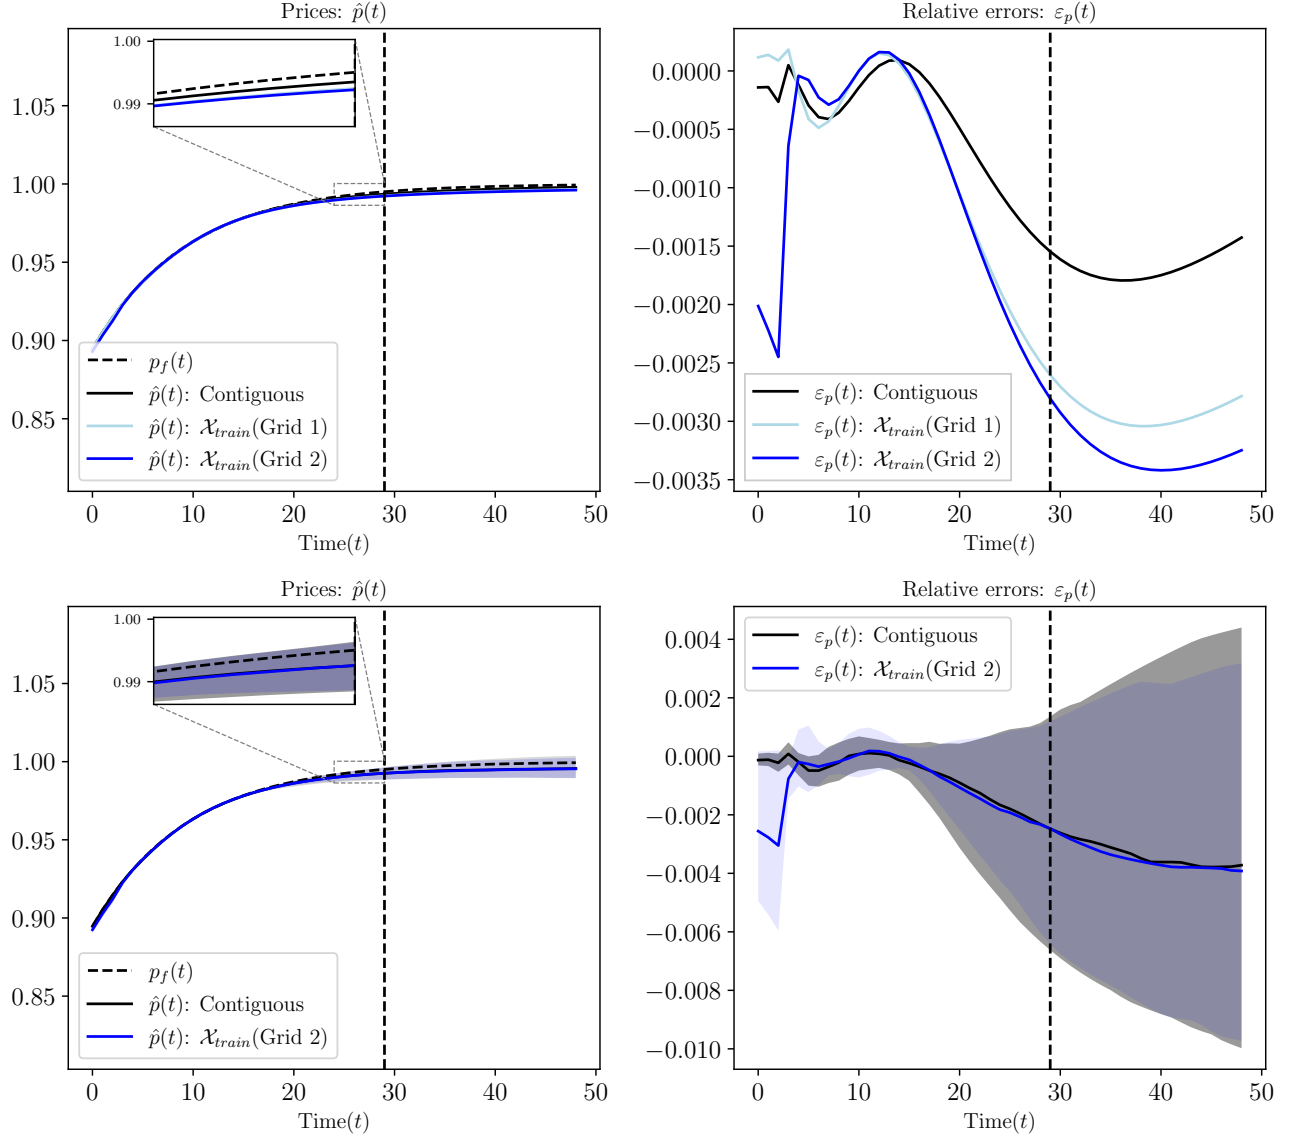 Prices: p̂(t)
1.00
0.99
1.05
1.00
0.95
0.90
0.85
p_f(t)
p̂(t): Contiguous
p̂(t): 𝒳_train(Grid 1)
p̂(t): 𝒳_train(Grid 2)
0 10 20 30 40 50
Time(t)
Relative errors: ε_p(t)
0.0000
−0.0005
−0.0010
−0.0015
−0.0020
−0.0025
−0.0030
−0.0035
ε_p(t): Contiguous
ε_p(t): 𝒳_train(Grid 1)
ε_p(t): 𝒳_train(Grid 2)
0 10 20 30 40 50
Time(t)
Prices: p̂(t)
1.00
0.99
1.05
1.00
0.95
0.90
0.85
p_f(t)
p̂(t): Contiguous
p̂(t): 𝒳_train(Grid 2)
0 10 20 30 40 50
Time(t)
Relative errors: ε_p(t)
0.004
0.002
0.000
−0.002
−0.004
−0.006
−0.008
−0.010
ε_p(t): Contiguous
ε_p(t): 𝒳_train(Grid 2)
0 10 20 30 40 50
Time(t)